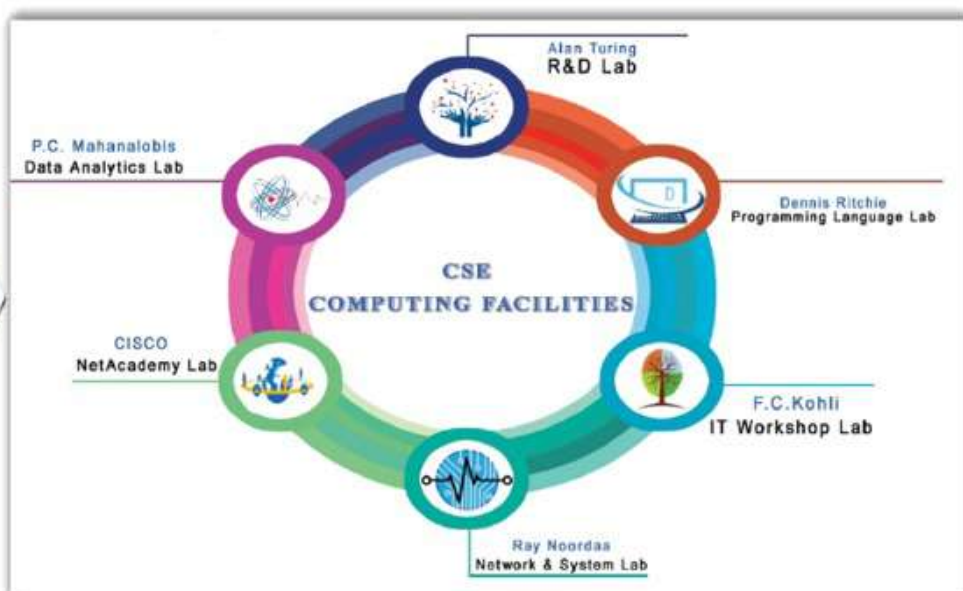 Alan Turing
R&D Lab
P.C. Mahanalobis
Data Analytics Lab
Dennis Ritchie
Programming Language Lab
D
CSE
COMPUTING FACILITIES
CISCO
NetAcademy Lab
F.C.Kohli
IT Workshop Lab
Ray Noordaa
Network & System Lab